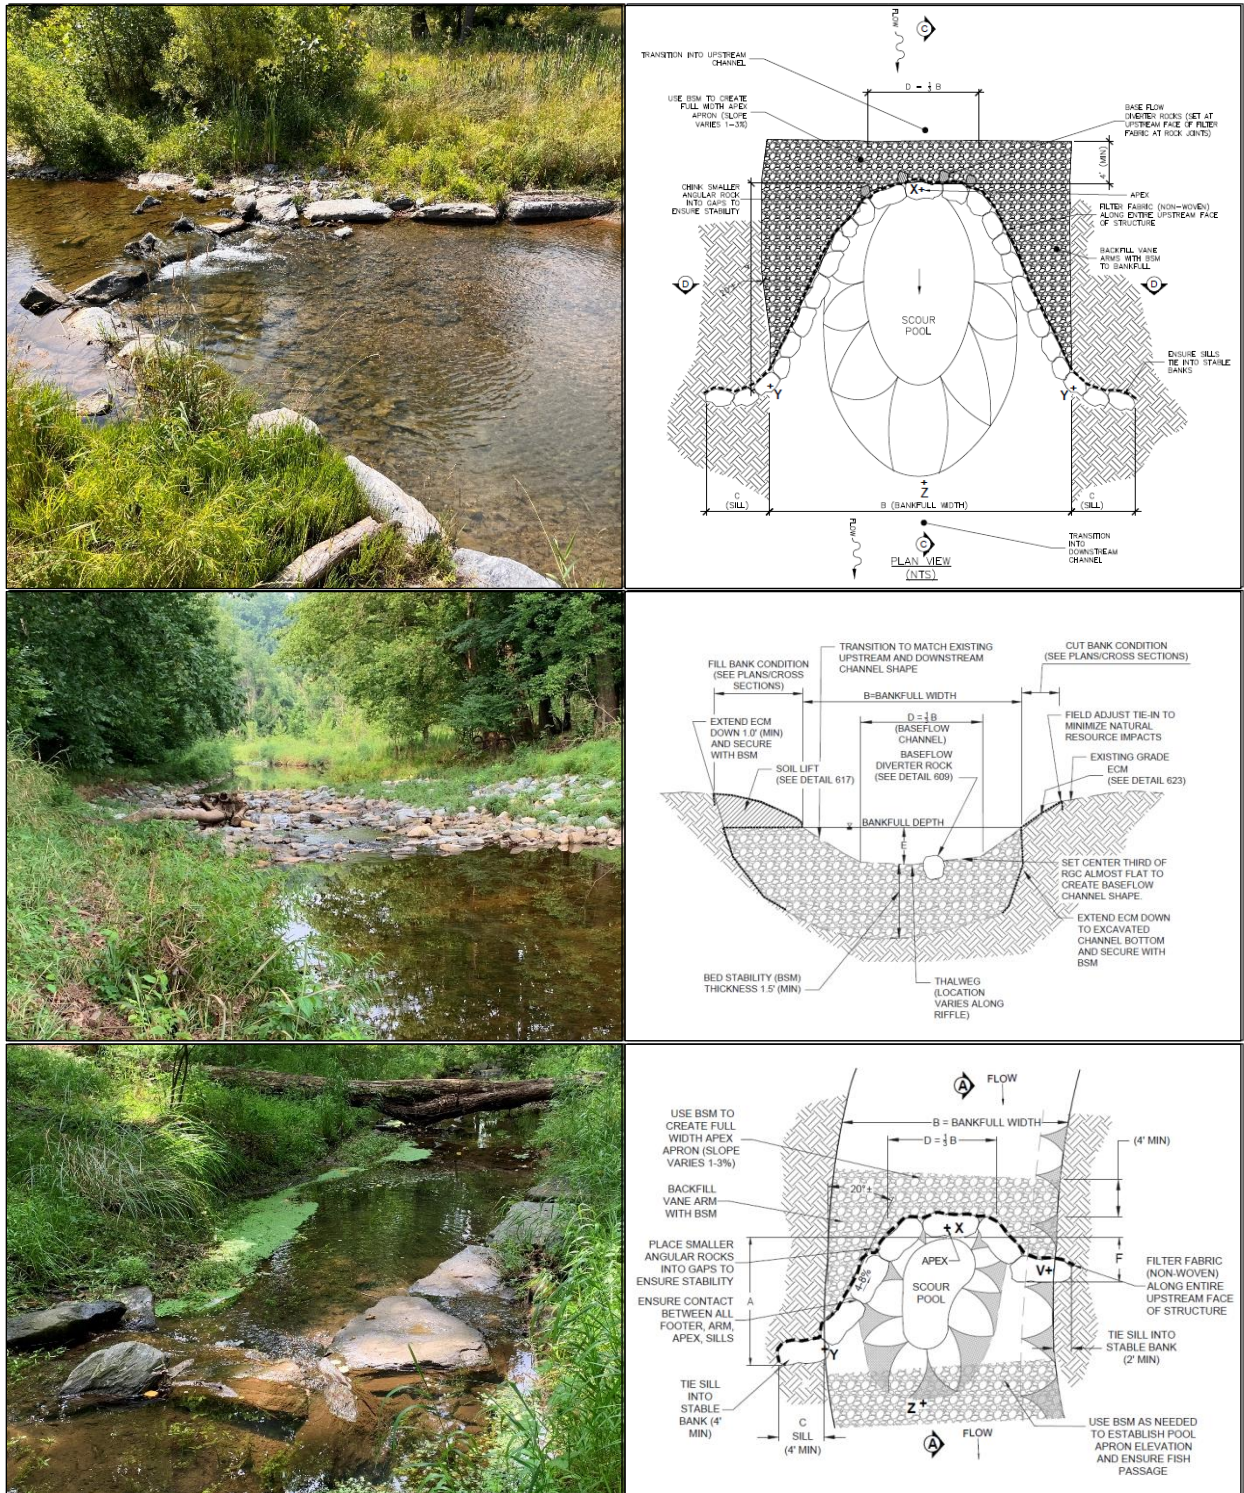 FLOW
C
TRANSITION INTO UPSTREAM
CHANNEL
D = 1/3 B
USE BSM TO CREATE
FULL WIDTH APEX
APRON (SLOPE
VARIES 1-3%)
BASE FLOW
DIVERTER ROCKS (SET AT
UPSTREAM FACE OF FILTER
FABRIC AT ROCK JOINTS)
4' (MIN)
CHINK SMALLER
ANGULAR ROCK
INTO GAPS TO
ENSURE STABILITY
X+
APEX
FILTER FABRIC (NON-WOVEN)
ALONG ENTIRE UPSTREAM FACE
OF STRUCTURE
BACKFILL VANE
ARMS WITH BSM
TO BANKFULL
D
D
20°±
SCOUR
POOL
ENSURE SILLS
TIE INTO STABLE
BANKS
+Y
Y+
+
Z
C
(SILL)
B (BANKFULL WIDTH)
C
(SILL)
FLOW
C
TRANSITION
INTO
DOWNSTREAM
CHANNEL
PLAN VIEW
(NTS)
FILL BANK CONDITION
(SEE PLANS/CROSS
SECTIONS)
TRANSITION TO MATCH EXISTING
UPSTREAM AND DOWNSTREAM
CHANNEL SHAPE
CUT BANK CONDITION
(SEE PLANS/CROSS SECTIONS)
B=BANKFULL WIDTH
EXTEND ECM
DOWN 1.0' (MIN)
AND SECURE
WITH BSM
D = 1/3 B
(BASEFLOW
CHANNEL)
BASEFLOW
DIVERTER ROCK
(SEE DETAIL 609)
FIELD ADJUST TIE-IN TO
MINIMIZE NATURAL
RESOURCE IMPACTS
SOIL LIFT
(SEE DETAIL 617)
EXISTING GRADE
ECM
(SEE DETAIL 623)
BANKFULL DEPTH
E
SET CENTER THIRD OF
RGC ALMOST FLAT TO
CREATE BASEFLOW
CHANNEL SHAPE.
EXTEND ECM DOWN
TO EXCAVATED
CHANNEL BOTTOM
AND SECURE WITH
BSM
BED STABILITY (BSM)
THICKNESS 1.5' (MIN)
THALWEG
(LOCATION
VARIES ALONG
RIFFLE)
A
FLOW
USE BSM TO
CREATE FULL
WIDTH APEX
APRON (SLOPE
VARIES 1-3%)
B = BANKFULL WIDTH
D = 1/3 B
(4' MIN)
20°±
BACKFILL
VANE ARM
WITH BSM
+ X
PLACE SMALLER
ANGULAR ROCKS
INTO GAPS TO
ENSURE STABILITY
APEX
F
V+
4-8%
SCOUR
POOL
FILTER FABRIC
(NON-WOVEN)
ALONG ENTIRE
UPSTREAM FACE
OF STRUCTURE
ENSURE CONTACT
BETWEEN ALL
FOOTER, ARM,
APEX, SILLS
A
+Y
TIE SILL INTO
STABLE BANK
(2' MIN)
TIE SILL
INTO
STABLE
BANK (4'
MIN)
Z+
C
SILL
(4' MIN)
A
FLOW
USE BSM AS NEEDED
TO ESTABLISH POOL
APRON ELEVATION
AND ENSURE FISH
PASSAGE